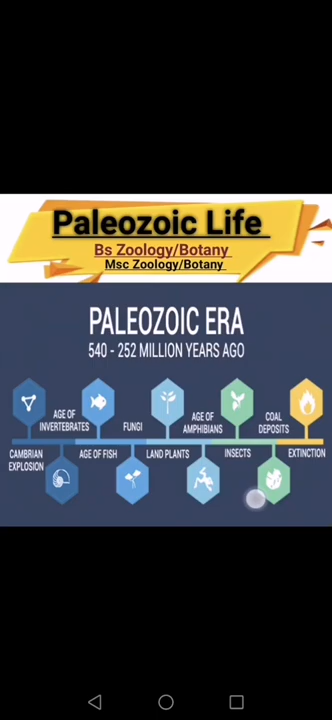 Paleozoic Life
Bs Zoology/Botany
Msc Zoology/Botany
PALEOZOIC ERA
540 - 252 MILLION YEARS AGO
CAMBRIAN
EXPLOSION
AGE OF
INVERTEBRATES
AGE OF FISH
FUNGI
LAND PLANTS
AGE OF
AMPHIBIANS
INSECTS
COAL
DEPOSITS
EXTINCTION